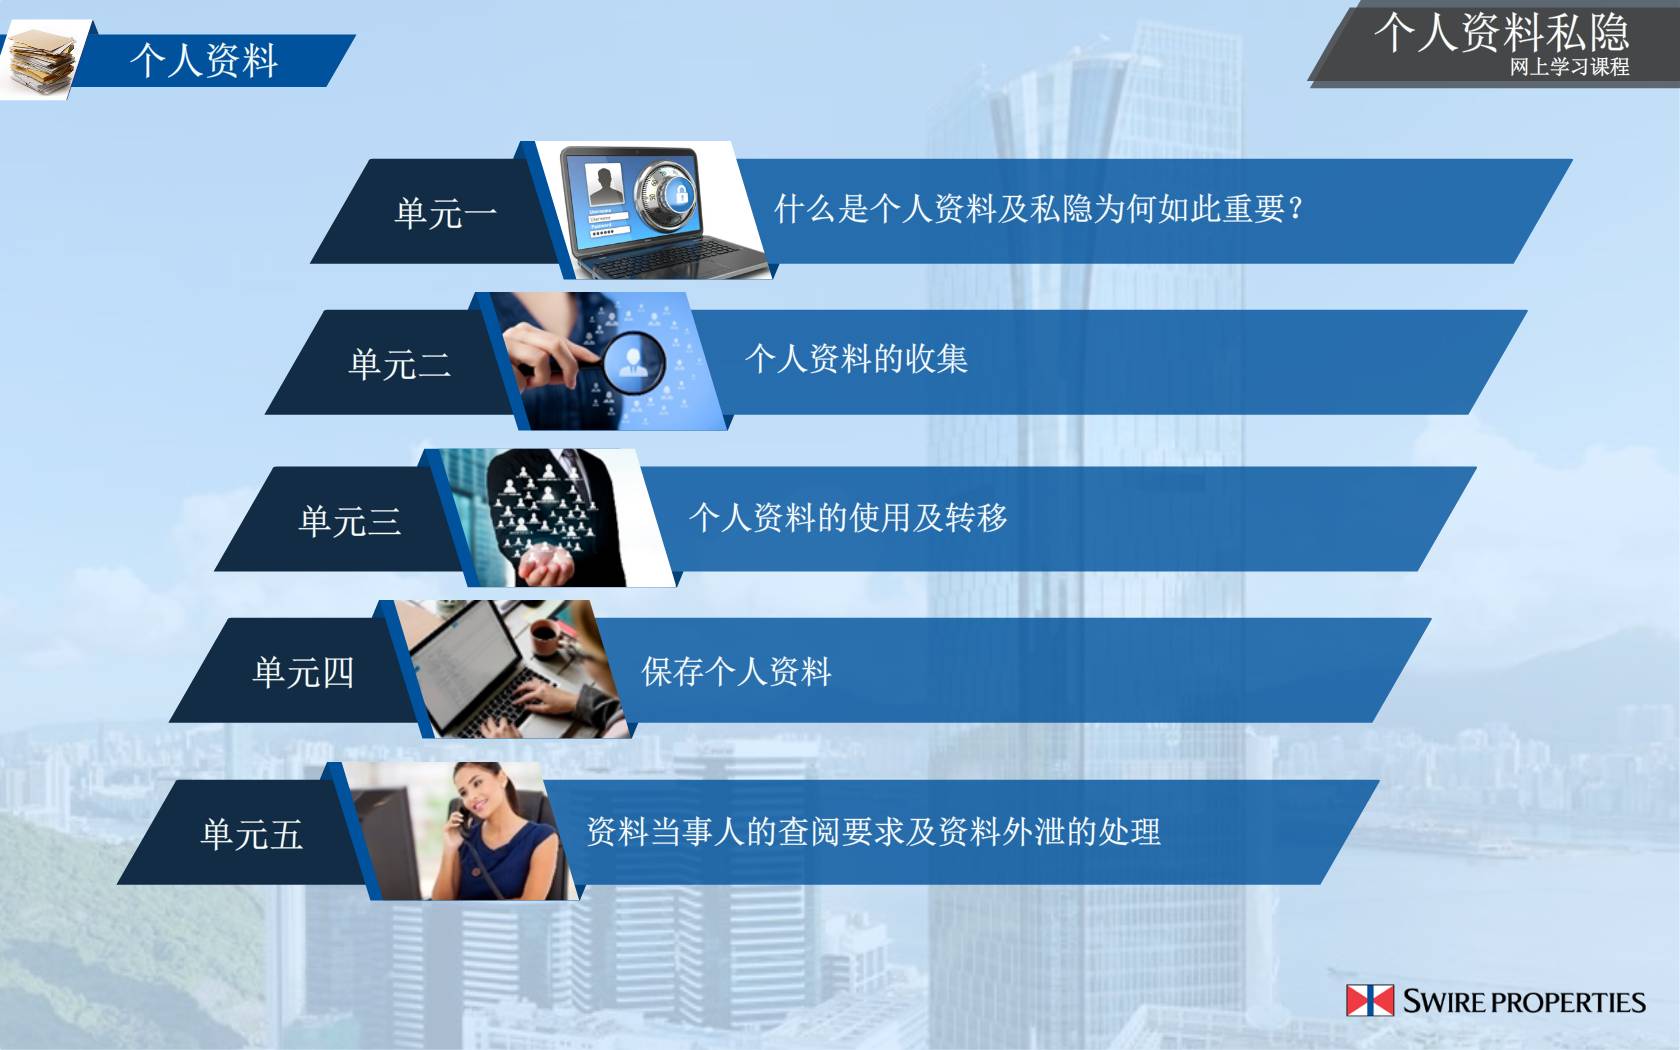 个人资料
个人资料私隐
网上学习课程
单元一
Username
Password
什么是个人资料及私隐为何如此重要？
单元二
个人资料的收集
单元三
个人资料的使用及转移
单元四
保存个人资料
单元五
资料当事人的查阅要求及资料外泄的处理
SWIRE PROPERTIES